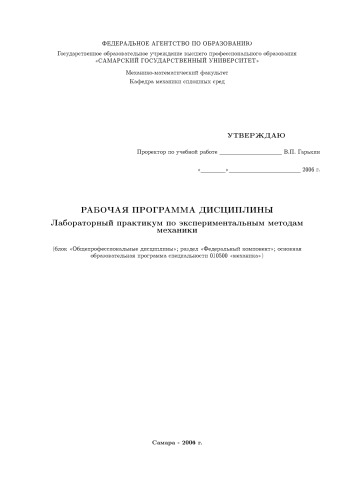 ФЕДЕРАЛЬНОЕ АГЕНТСТВО ПО ОБРАЗОВАНИЮ
Государственное образовательное учреждение высшего профессионального образования
«САМАРСКИЙ ГОСУДАРСТВЕННЫЙ УНИВЕРСИТЕТ»
Механико-математический факультет
Кафедра механики сплошных сред
УТВЕРЖДАЮ
Проректор по учебной работе ____________________ В.П. Гарькин
«________»________________________ 2006 г.
РАБОЧАЯ ПРОГРАММА ДИСЦИПЛИНЫ
Лабораторный практикум по экспериментальным методам
механики
(блок «Общепрофессиональные дисциплины»; раздел «Федеральный компонент»; основная
образовательная программа специальности 010500 «механика»)
Самара - 2006 г.